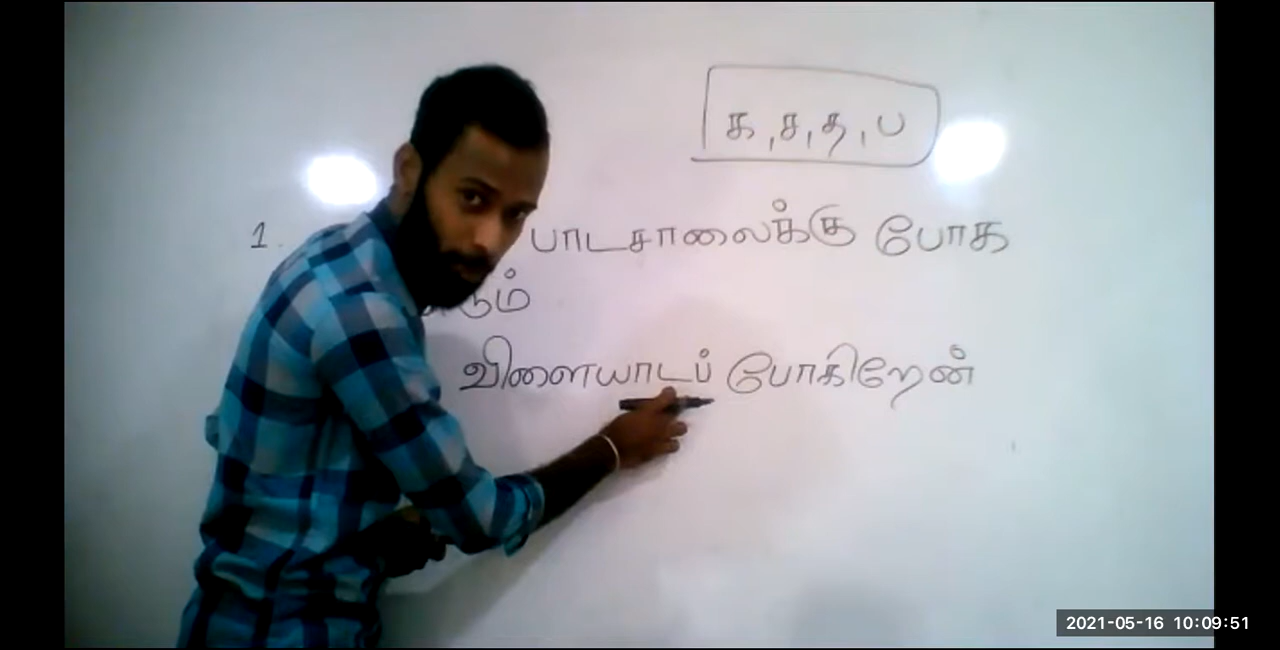 க , ச , த , ப
1. பாடசாலைக்கு போக
விளையாடப் போகிறேன்
2021-05-16 10:09:51